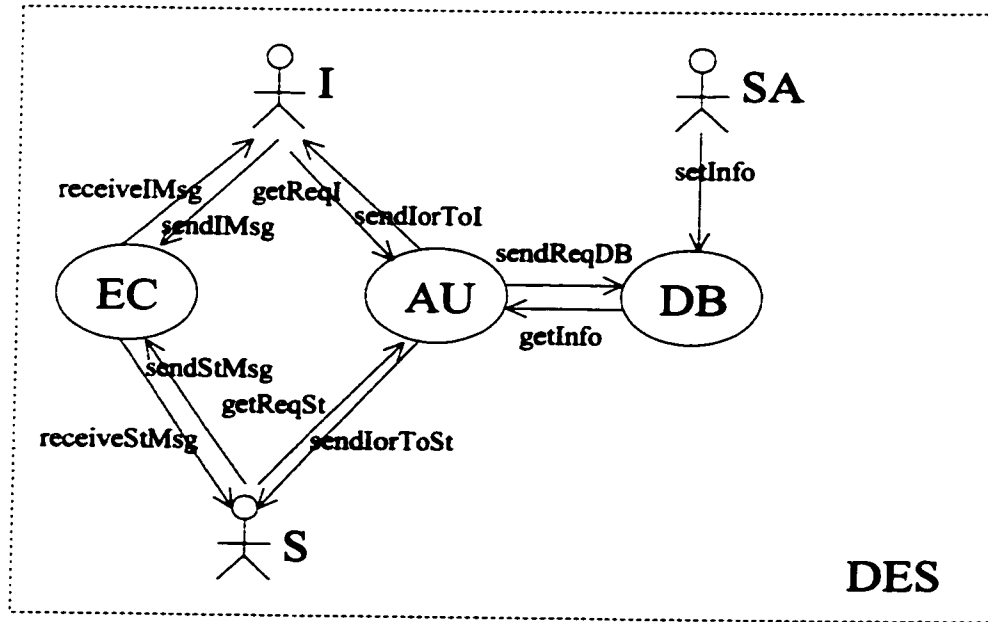 I
SA
receiveIMsg
getReqI
setInfo
sendIMsg
sendIorToI
sendReqDB
EC
AU
DB
getInfo
sendStMsg
getReqSt
receiveStMsg
sendIorToSt
S
DES